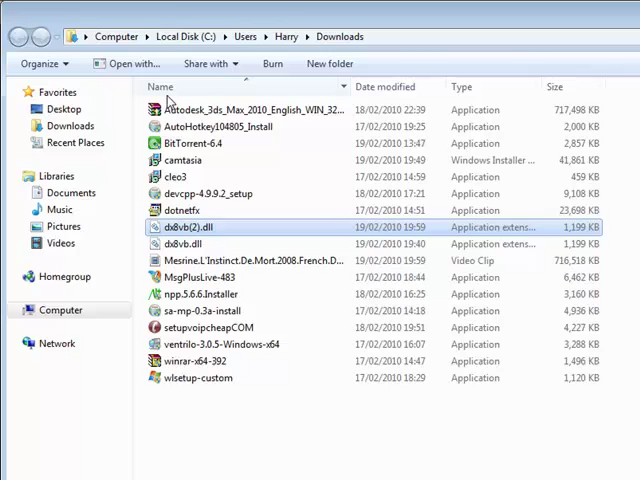 Computer Local Disk (C:) Users Harry Downloads
Organize Open with... Share with Burn New folder
Name Date modified Type Size
Favorites
Desktop
Downloads
Recent Places
Libraries
Documents
Music
Pictures
Videos
Homegroup
Computer
Network
Autodesk_3ds_Max_2010_English_WIN_32... 18/02/2010 22:39 Application 717,498 KB
AutoHotkey104805_Install 17/02/2010 19:25 Application 2,000 KB
BitTorrent-6.4 19/02/2010 13:47 Application 2,857 KB
camtasia 19/02/2010 19:49 Windows Installer ... 41,861 KB
cleo3 17/02/2010 14:59 Application 459 KB
devcpp-4.9.9.2_setup 18/02/2010 17:21 Application 9,108 KB
dotnetfx 17/02/2010 14:51 Application 23,698 KB
dx8vb(2).dll 19/02/2010 19:59 Application extens... 1,199 KB
dx8vb.dll 19/02/2010 19:40 Application extens... 1,199 KB
Mesrine.L'Instinct.De.Mort.2008.French.D... 19/02/2010 19:59 Video Clip 716,518 KB
MsgPlusLive-483 17/02/2010 18:44 Application 6,462 KB
npp.5.6.6.Installer 18/02/2010 16:25 Application 3,160 KB
sa-mp-0.3a-install 17/02/2010 14:18 Application 4,936 KB
setupvoipcheapCOM 18/02/2010 19:51 Application 4,227 KB
ventrilo-3.0.5-Windows-x64 17/02/2010 16:07 Application 3,288 KB
winrar-x64-392 17/02/2010 14:47 Application 1,496 KB
wlsetup-custom 17/02/2010 18:29 Application 1,120 KB